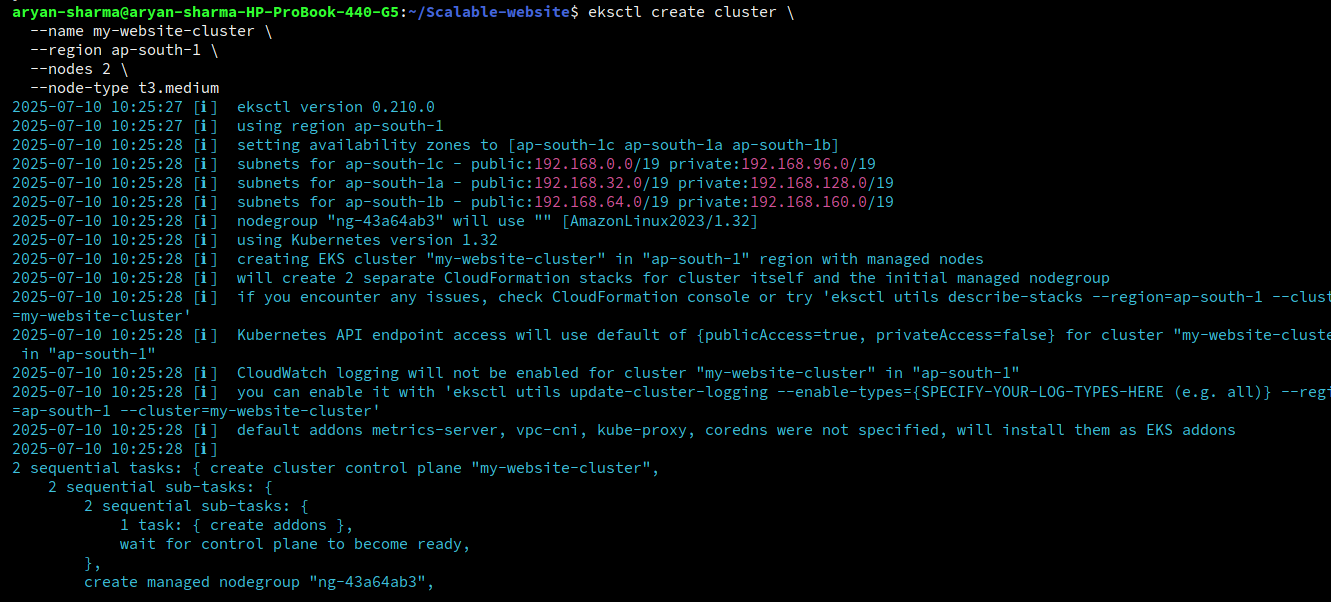 aryan-sharma@aryan-sharma-HP-ProBook-440-G5:~/Scalable-website$ eksctl create cluster \
  --name my-website-cluster \
  --region ap-south-1 \
  --nodes 2 \
  --node-type t3.medium
2025-07-10 10:25:27 [ℹ]  eksctl version 0.210.0
2025-07-10 10:25:27 [ℹ]  using region ap-south-1
2025-07-10 10:25:28 [ℹ]  setting availability zones to [ap-south-1c ap-south-1a ap-south-1b]
2025-07-10 10:25:28 [ℹ]  subnets for ap-south-1c - public:192.168.0.0/19 private:192.168.96.0/19
2025-07-10 10:25:28 [ℹ]  subnets for ap-south-1a - public:192.168.32.0/19 private:192.168.128.0/19
2025-07-10 10:25:28 [ℹ]  subnets for ap-south-1b - public:192.168.64.0/19 private:192.168.160.0/19
2025-07-10 10:25:28 [ℹ]  nodegroup "ng-43a64ab3" will use "" [AmazonLinux2023/1.32]
2025-07-10 10:25:28 [ℹ]  using Kubernetes version 1.32
2025-07-10 10:25:28 [ℹ]  creating EKS cluster "my-website-cluster" in "ap-south-1" region with managed nodes
2025-07-10 10:25:28 [ℹ]  will create 2 separate CloudFormation stacks for cluster itself and the initial managed nodegroup
2025-07-10 10:25:28 [ℹ]  if you encounter any issues, check CloudFormation console or try 'eksctl utils describe-stacks --region=ap-south-1 --clust
=my-website-cluster'
2025-07-10 10:25:28 [ℹ]  Kubernetes API endpoint access will use default of {publicAccess=true, privateAccess=false} for cluster "my-website-cluste
 in "ap-south-1"
2025-07-10 10:25:28 [ℹ]  CloudWatch logging will not be enabled for cluster "my-website-cluster" in "ap-south-1"
2025-07-10 10:25:28 [ℹ]  you can enable it with 'eksctl utils update-cluster-logging --enable-types={SPECIFY-YOUR-LOG-TYPES-HERE (e.g. all)} --regi
=ap-south-1 --cluster=my-website-cluster'
2025-07-10 10:25:28 [ℹ]  default addons metrics-server, vpc-cni, kube-proxy, coredns were not specified, will install them as EKS addons
2025-07-10 10:25:28 [ℹ]
2 sequential tasks: { create cluster control plane "my-website-cluster",
    2 sequential sub-tasks: {
        2 sequential sub-tasks: {
            1 task: { create addons },
            wait for control plane to become ready,
        },
        create managed nodegroup "ng-43a64ab3",